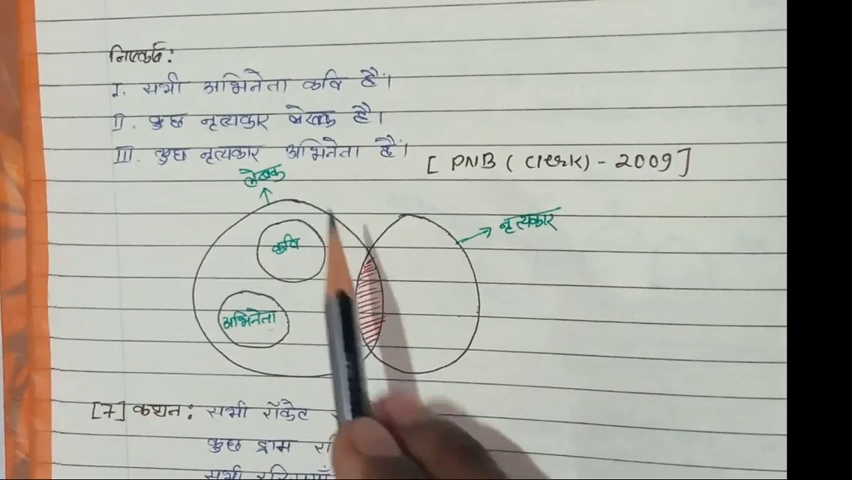 निष्कर्ष:
I. सभी अभिनेता कवि हैं।
II. कुछ नृत्यकार लेखक हैं।
III. कुछ नृत्यकार अभिनेता हैं।
[ PNB ( Clerk ) - 2009 ]
लेखक
नृत्यकार
कवि
अभिनेता
[7] कथन: सभी रॉकेट
कुछ ड्राम
सभी